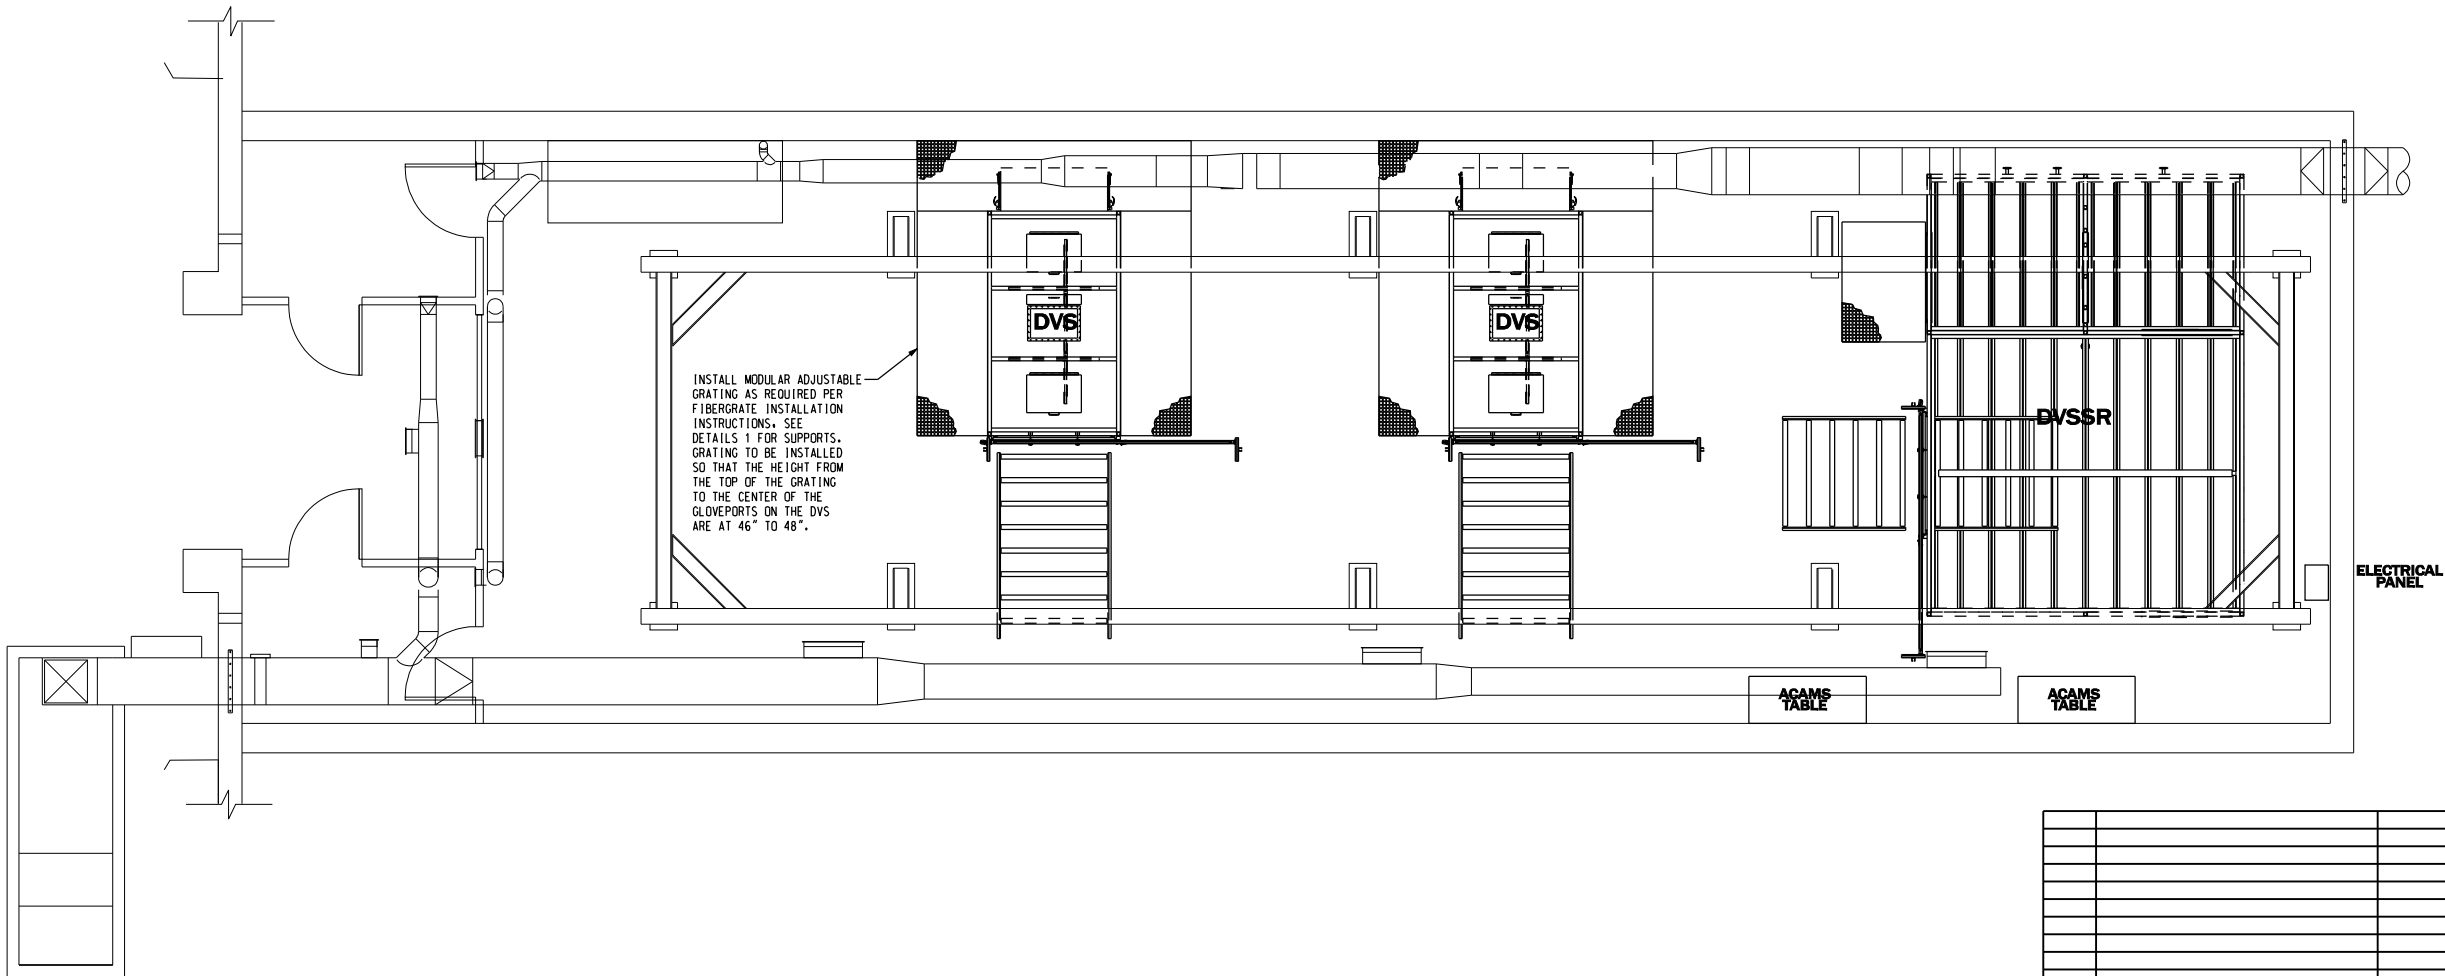 DVS
DVS
INSTALL MODULAR ADJUSTABLE
GRATING AS REQUIRED PER
FIBERGRATE INSTALLATION
INSTRUCTIONS. SEE
DETAILS 1 FOR SUPPORTS.
GRATING TO BE INSTALLED
SO THAT THE HEIGHT FROM
THE TOP OF THE GRATING
TO THE CENTER OF THE
GLOVEPORTS ON THE DVS
ARE AT 46" TO 48".
DVSSR
ELECTRICAL
PANEL
ACAMS
TABLE
ACAMS
TABLE